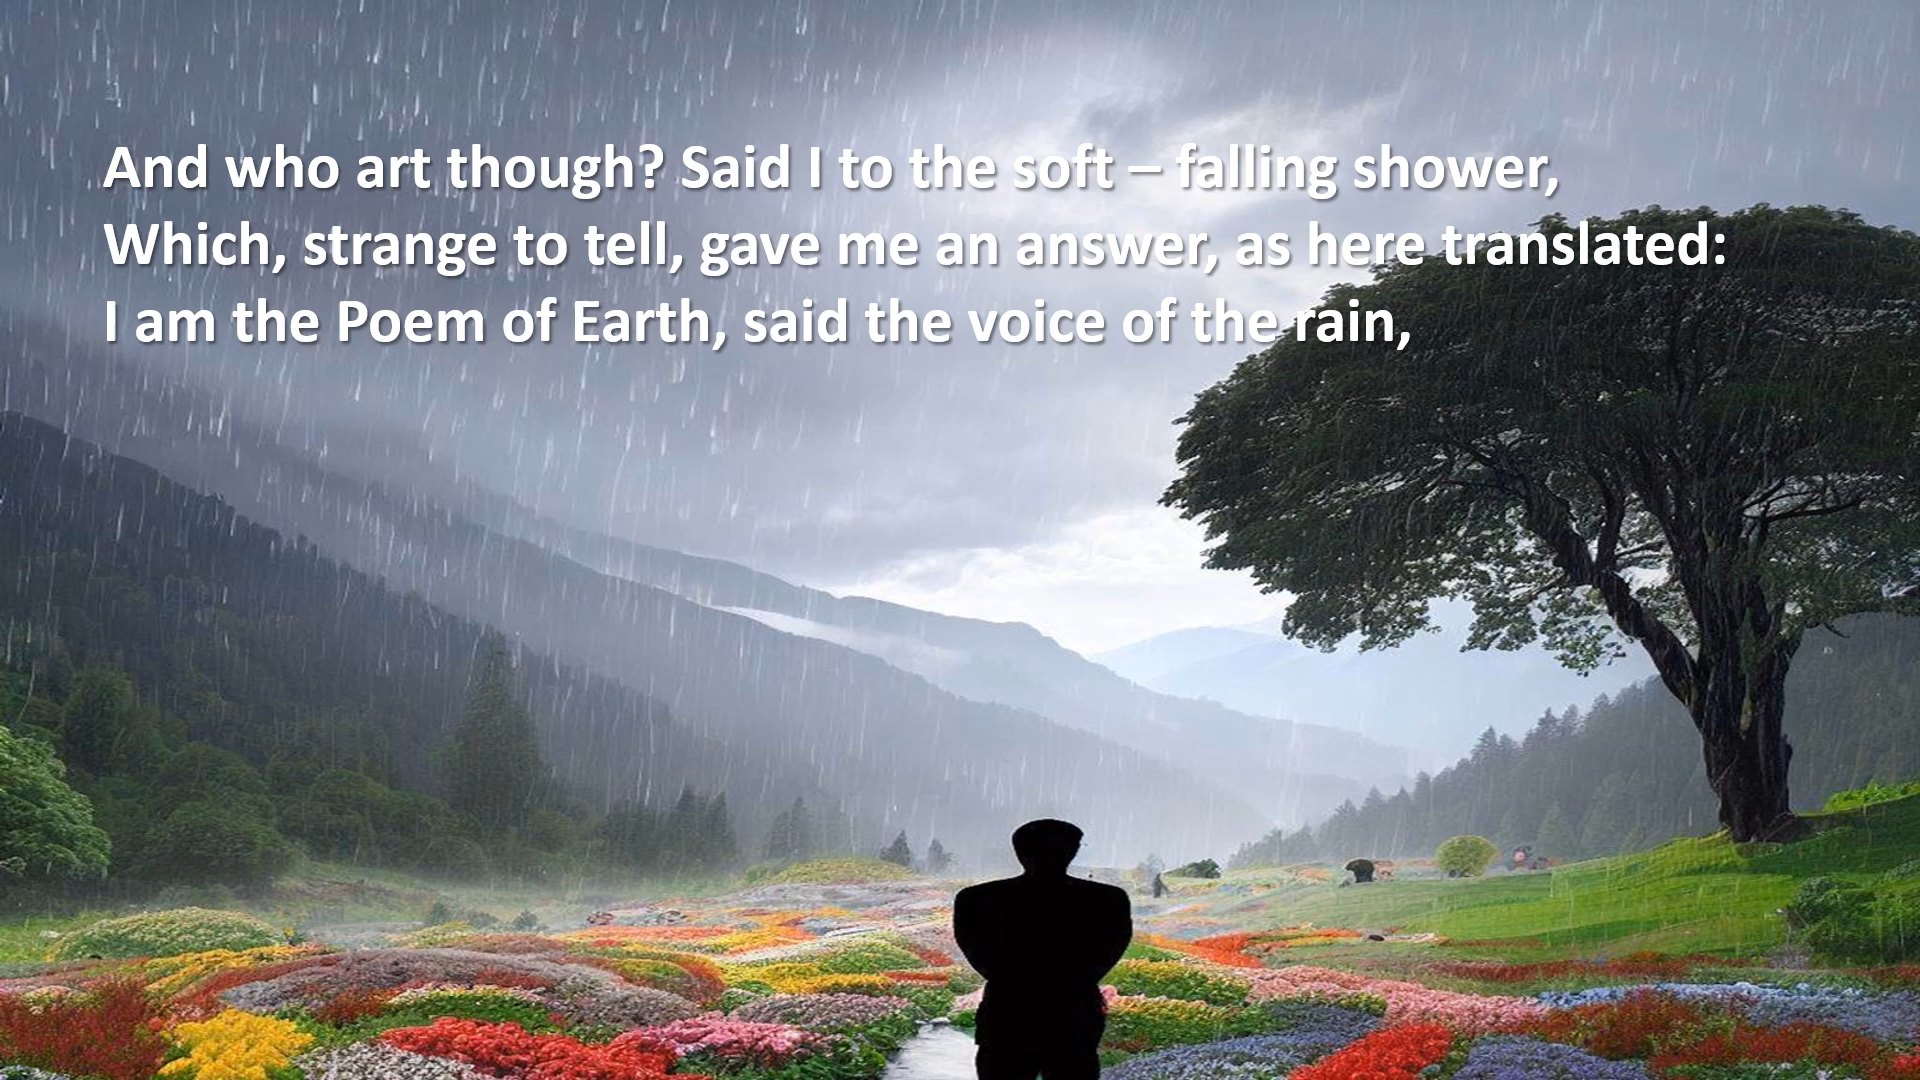 And who art though? Said I to the soft – falling shower,
Which, strange to tell, gave me an answer, as here translated:
I am the Poem of Earth, said the voice of the rain,